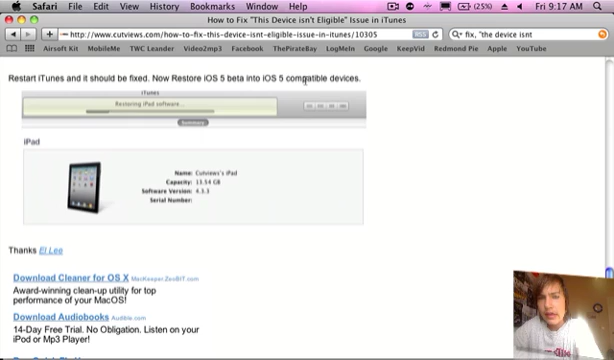 Safari File Edit View History Bookmarks Window Help (25%) Fri 9:17 AM
How to Fix "This Device isn't Eligible" Issue in iTunes
http://www.cutviews.com/how-to-fix-this-device-isnt-eligible-issue-in-itunes/10305 RSS fix, "the device isnt
Airsoft Kit MobileMe TWC Leander Video2mp3 Facebook ThePirateBay LogMeIn Google KeepVid Redmond Pie Apple YouTube
Restart iTunes and it should be fixed. Now Restore iOS 5 beta into iOS 5 compatible devices.
iTunes
Restoring iPad software...
Summary
iPad
Name: Cutviews's iPad
Capacity: 13.54 GB
Software Version: 4.3.3
Serial Number:
Thanks El Lee
Download Cleaner for OS X MacKeeper.ZeoBIT.com
Award-winning clean-up utility for top
performance of your MacOS!
Download Audiobooks Audible.com
14-Day Free Trial. No Obligation. Listen on your
iPod or Mp3 Player!